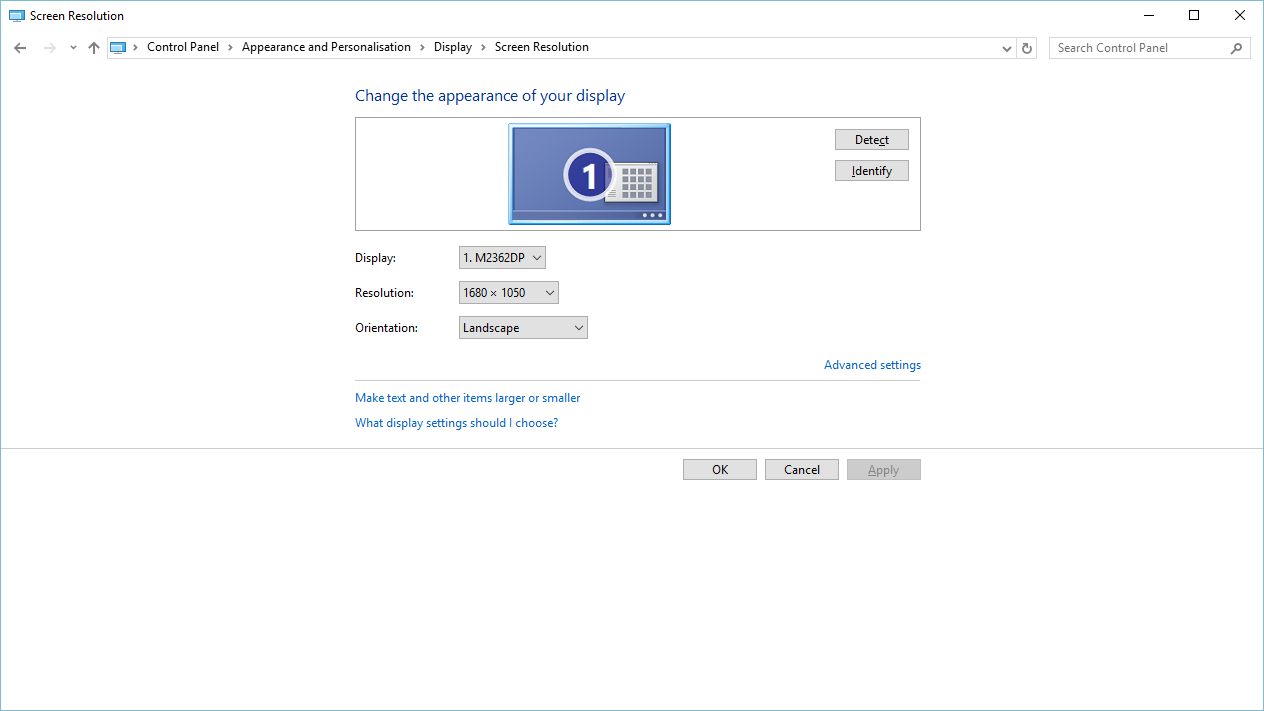 Screen Resolution
Control Panel > Appearance and Personalisation > Display > Screen Resolution
Search Control Panel
Change the appearance of your display
1
Detect
Identify
Display: 1. M2362DP
Resolution: 1680 × 1050
Orientation: Landscape
Advanced settings
Make text and other items larger or smaller
What display settings should I choose?
OK Cancel Apply